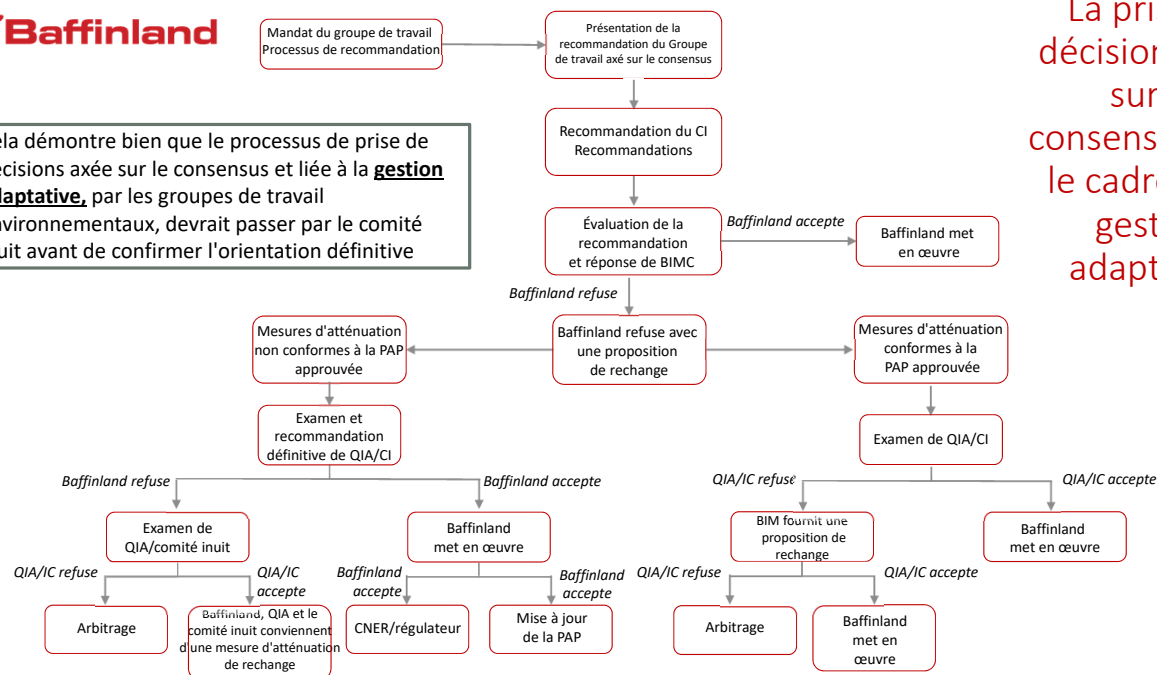 Baffinland
Mandat du groupe de travail
Processus de recommandation
Présentation de la
recommandation du Groupe
de travail axé sur le consensus
La pri
décision
sur
consens
le cadr
gest
adapt
ela démontre bien que le processus de prise de
écisions axée sur le consensus et liée à la gestion
daptative, par les groupes de travail
nvironnementaux, devrait passer par le comité
uit avant de confirmer l'orientation définitive
Recommandation du CI
Recommandations
Évaluation de la
recommandation
et réponse de BIMC
Baffinland accepte
Baffinland met
en œuvre
Baffinland refuse
Mesures d'atténuation
non conformes à la PAP
approuvée
Baffinland refuse avec
une proposition
de rechange
Mesures d'atténuation
conformes à la
PAP approuvée
Examen et
recommandation
définitive de QIA/CI
Examen de QIA/CI
Baffinland refuse
Baffinland accepte
QIA/IC refuse
QIA/IC accepte
Examen de
QIA/comité inuit
Baffinland
met en œuvre
BIM fournit une
proposition de
rechange
Baffinland
met en œuvre
QIA/IC refuse
QIA/IC
accepte
Baffinland
accepte
Baffinland
accepte
QIA/IC refuse
QIA/IC accepte
Arbitrage
Baffinland, QIA et le
comité inuit conviennent
d'une mesure d'atténuation
de rechange
CNER/régulateur
Mise à jour
de la PAP
Arbitrage
Baffinland
met en
œuvre